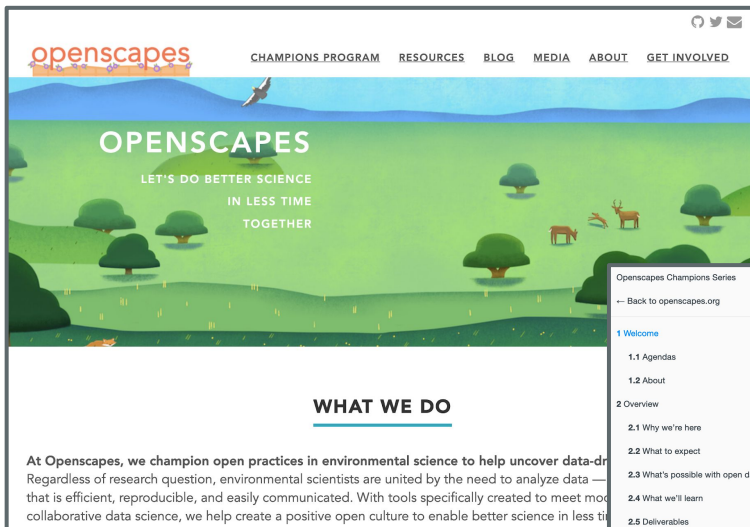 openscapes
CHAMPIONS PROGRAM RESOURCES BLOG MEDIA ABOUT GET INVOLVED
OPENSCAPES
LET'S DO BETTER SCIENCE
IN LESS TIME
TOGETHER
WHAT WE DO
At Openscapes, we champion open practices in environmental science to help uncover data-dr
Regardless of research question, environmental scientists are united by the need to analyze data —
that is efficient, reproducible, and easily communicated. With tools specifically created to meet mod
collaborative data science, we help create a positive open culture to enable better science in less ti
Openscapes Champions Series
← Back to openscapes.org
1 Welcome
1.1 Agendas
1.2 About
2 Overview
2.1 Why we're here
2.2 What to expect
2.3 What's possible with open d
2.4 What we'll learn
2.5 Deliverables